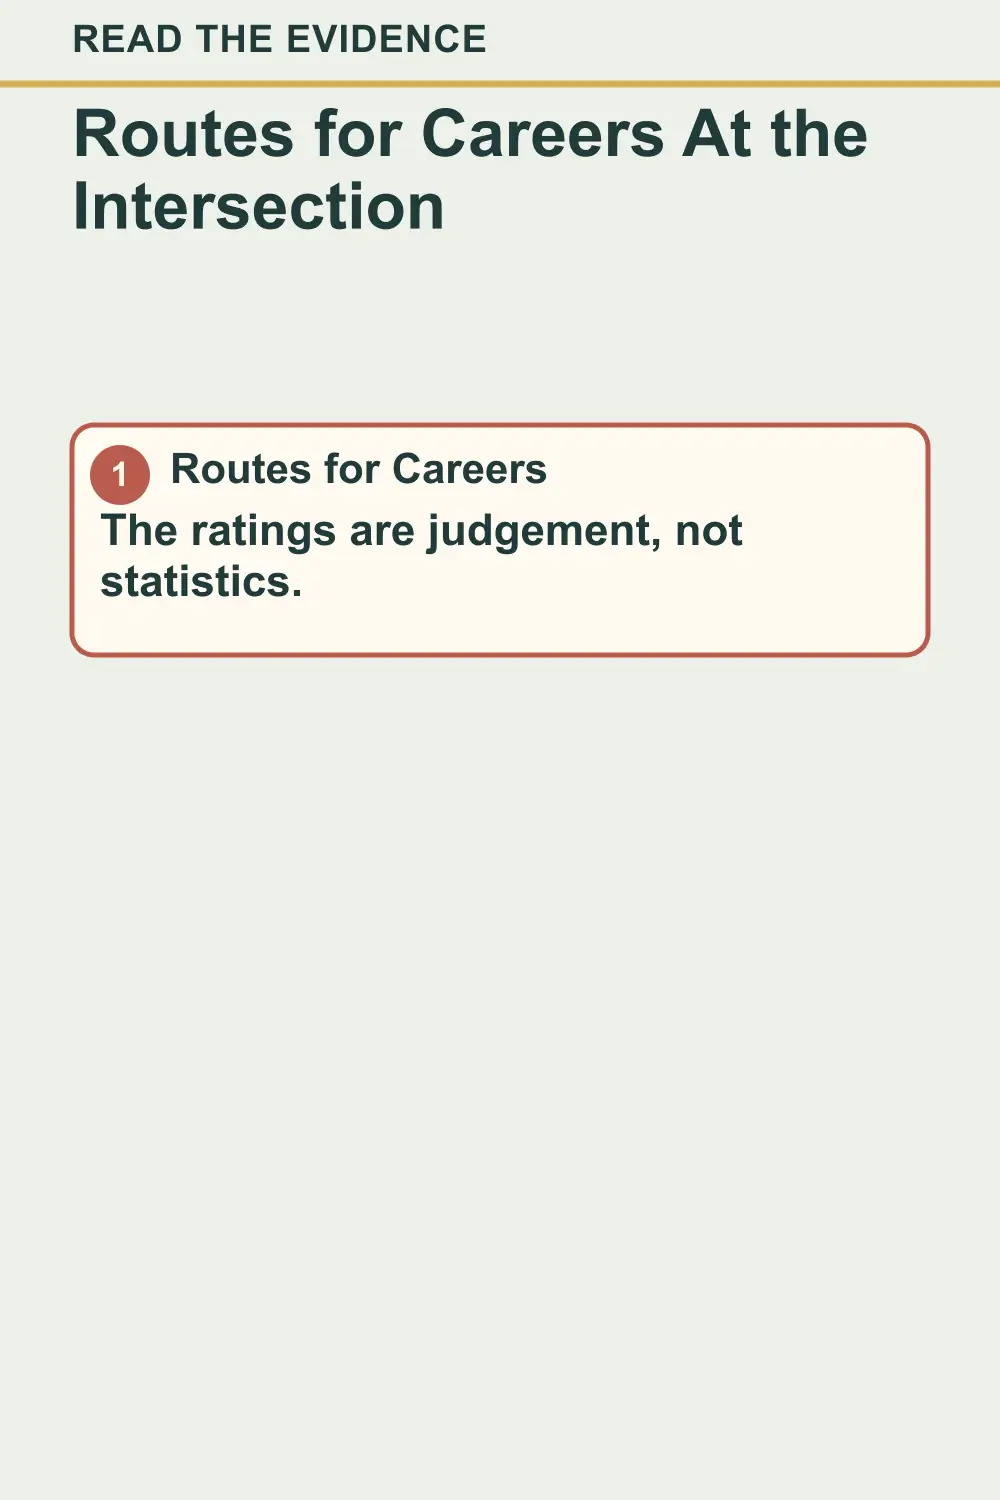 READ THE EVIDENCE
Routes for Careers At the
Intersection
1 Routes for Careers
The ratings are judgement, not
statistics.